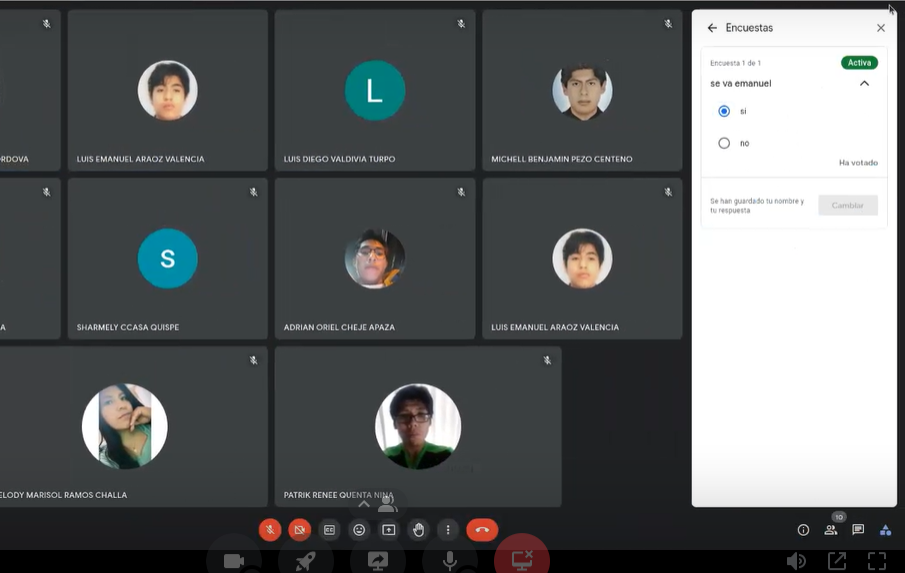 Encuestas
Encuesta 1 de 1
Activa
se va emanuel
si
no
Ha votado
Se han guardado tu nombre y
tu respuesta
Cambiar
RDOVA
LUIS EMANUEL ARAOZ VALENCIA
L
LUIS DIEGO VALDIVIA TURPO
MICHELL BENJAMIN PEZO CENTENO
A
S
SHARMELY CCASA QUISPE
ADRIAN ORIEL CHEJE APAZA
LUIS EMANUEL ARAOZ VALENCIA
ELODY MARISOL RAMOS CHALLA
PATRIK RENEE QUENTA NINA
10